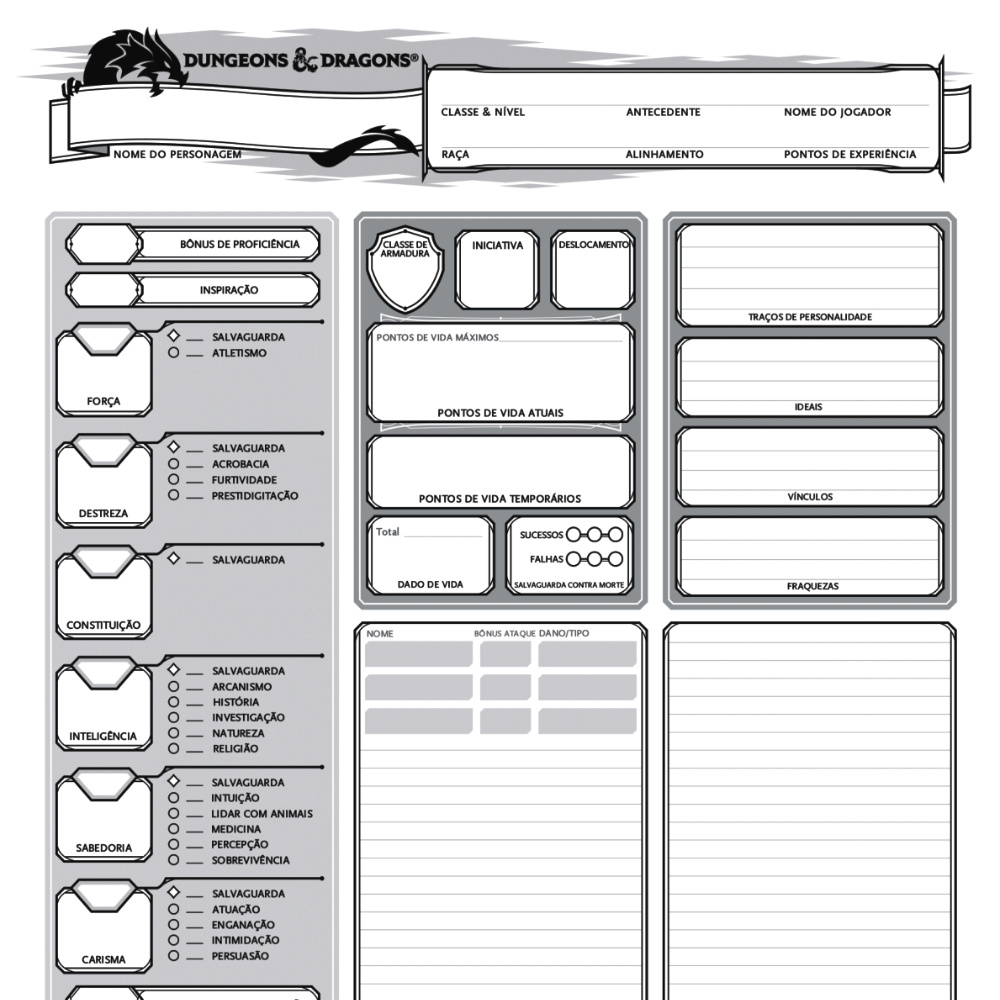 DUNGEONS & DRAGONS®
NOME DO PERSONAGEM
CLASSE & NÍVEL ANTECEDENTE NOME DO JOGADOR
RAÇA ALINHAMENTO PONTOS DE EXPERIÊNCIA
BÔNUS DE PROFICIÊNCIA
INSPIRAÇÃO
SALVAGUARDA
ATLETISMO
FORÇA
SALVAGUARDA
ACROBACIA
FURTIVIDADE
PRESTIDIGITAÇÃO
DESTREZA
SALVAGUARDA
CONSTITUIÇÃO
SALVAGUARDA
ARCANISMO
HISTÓRIA
INVESTIGAÇÃO
NATUREZA
RELIGIÃO
INTELIGÊNCIA
SALVAGUARDA
INTUIÇÃO
LIDAR COM ANIMAIS
MEDICINA
PERCEPÇÃO
SOBREVIVÊNCIA
SABEDORIA
SALVAGUARDA
ATUAÇÃO
ENGANAÇÃO
INTIMIDAÇÃO
PERSUASÃO
CARISMA
CLASSE DE
ARMADURA
INICIATIVA
DESLOCAMENTO
PONTOS DE VIDA MÁXIMOS
PONTOS DE VIDA ATUAIS
PONTOS DE VIDA TEMPORÁRIOS
Total
DADO DE VIDA
SUCESSOS
FALHAS
SALVAGUARDA CONTRA MORTE
TRAÇOS DE PERSONALIDADE
IDEAIS
VÍNCULOS
FRAQUEZAS
NOME BÔNUS ATAQUE DANO/TIPO